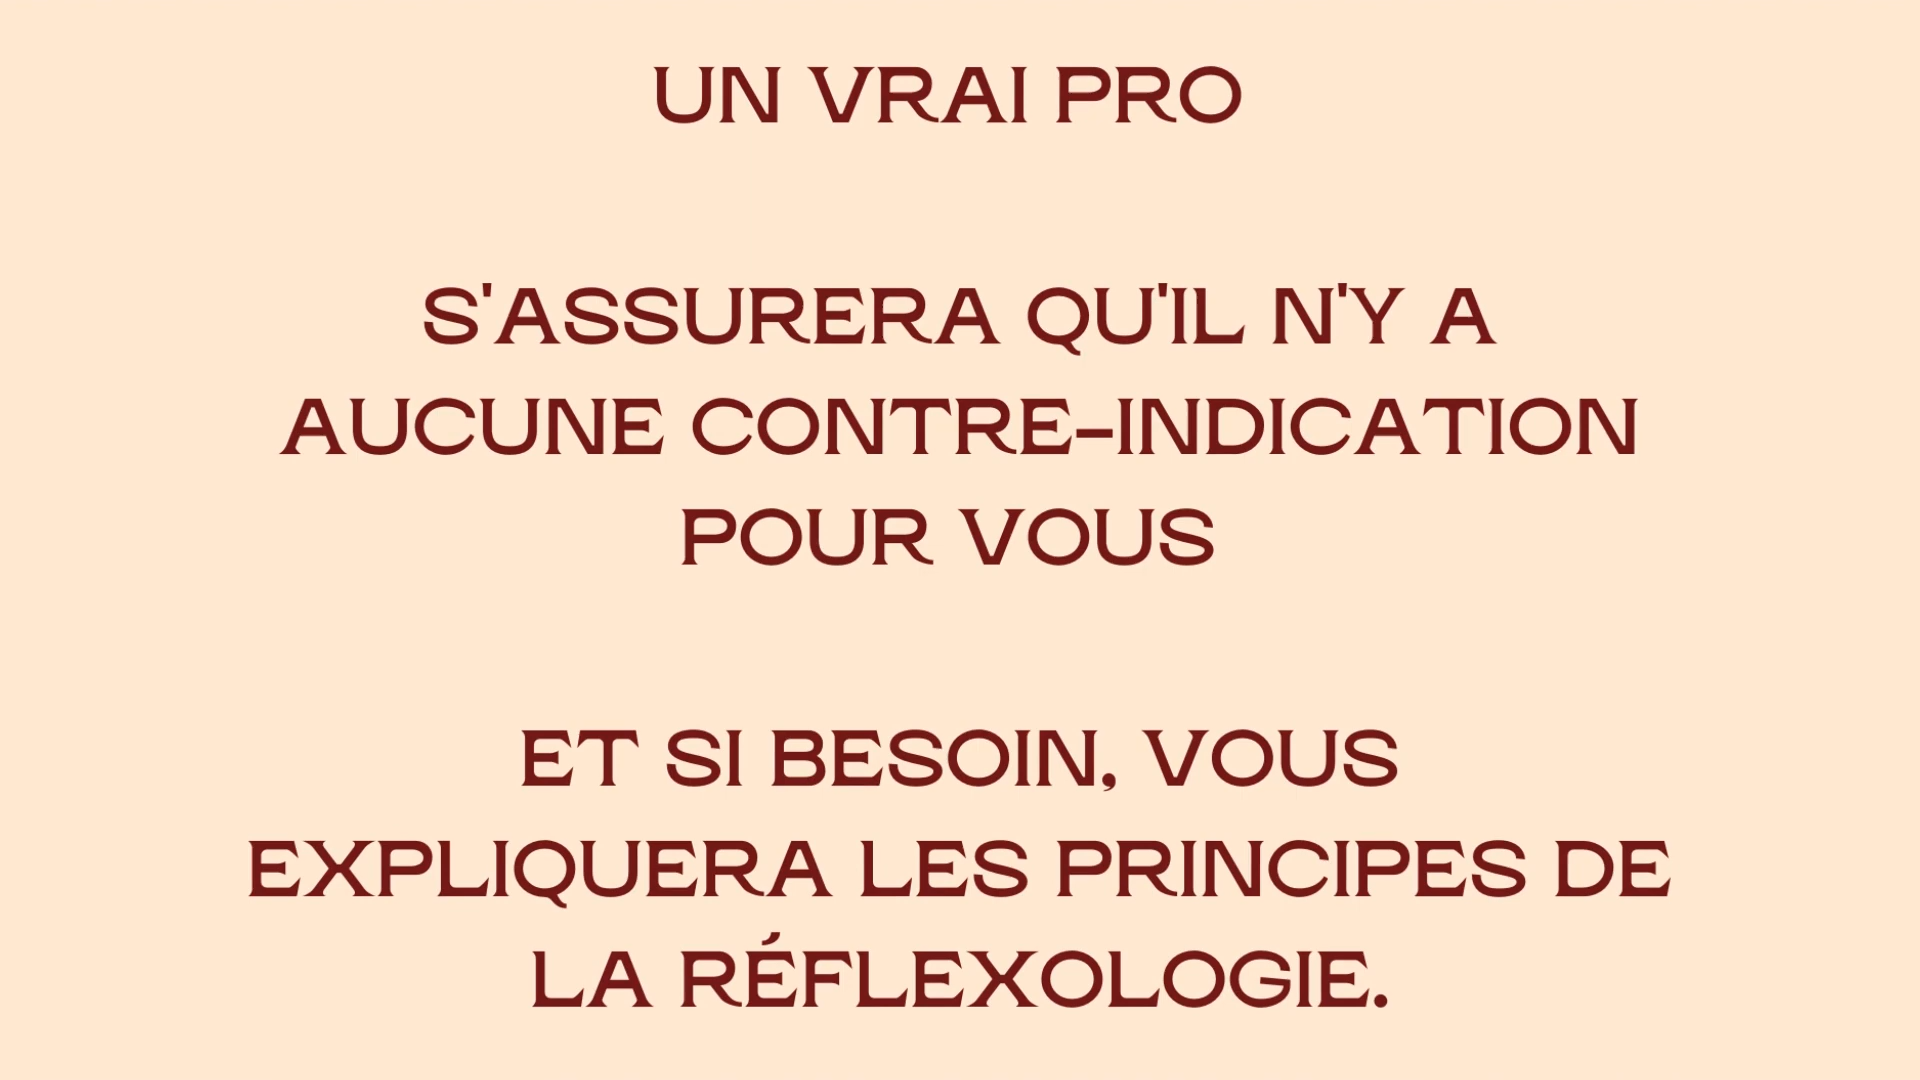 UN VRAI PRO
S'ASSURERA QU'IL N'Y A
AUCUNE CONTRE-INDICATION
POUR VOUS
ET SI BESOIN, VOUS
EXPLIQUERA LES PRINCIPES DE
LA RÉFLEXOLOGIE.